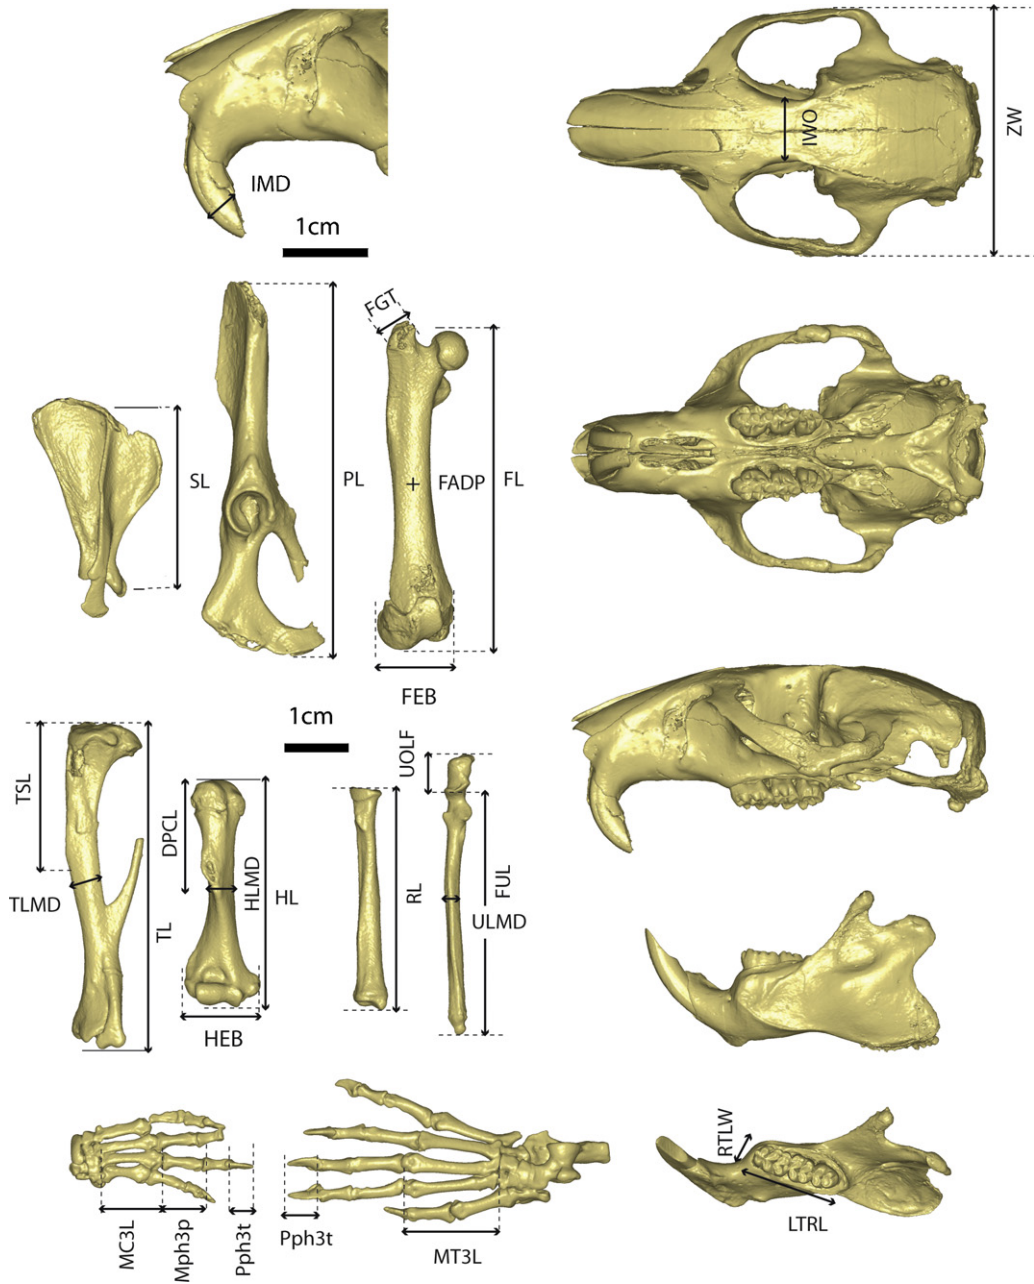 IMD
1cm
IWO
ZW
FGT
SL
PL
FADP
FL
FEB
1cm
TSL
TLMD
TL
DPCL
HLMD
HL
HEB
RL
UOLF
FUL
ULMD
MC3L
Mph3p
Pph3t
Pph3t
MT3L
RTLW
LTRL